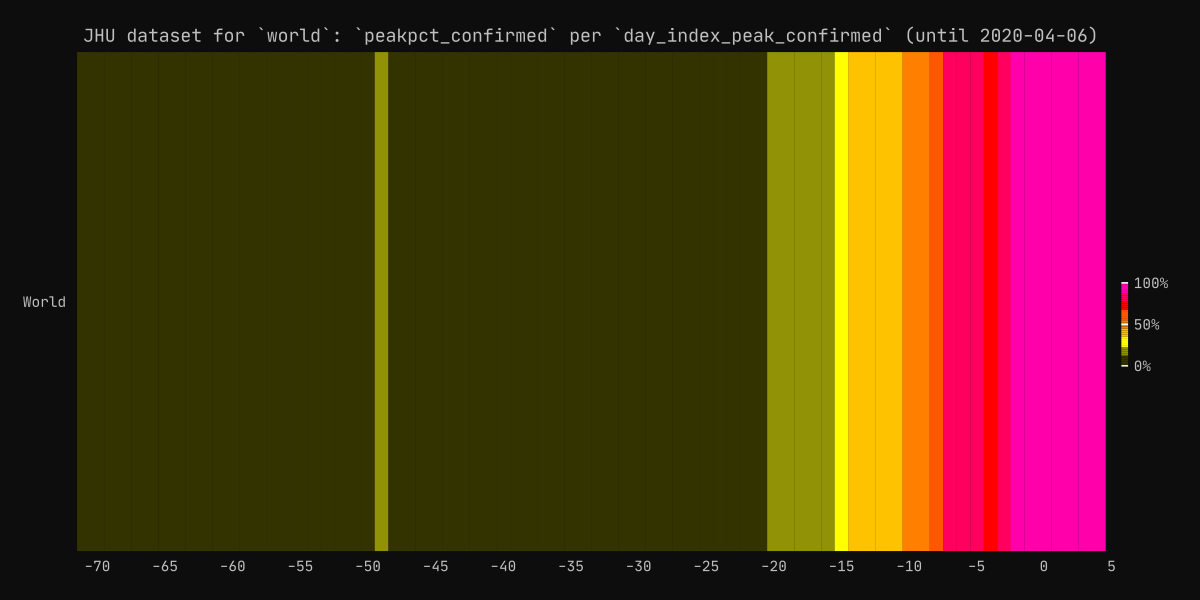 JHU dataset for `world`: `peakpct_confirmed` per `day_index_peak_confirmed` (until 2020-04-06)
World
100%
50%
0%
-70 -65 -60 -55 -50 -45 -40 -35 -30 -25 -20 -15 -10 -5 0 5